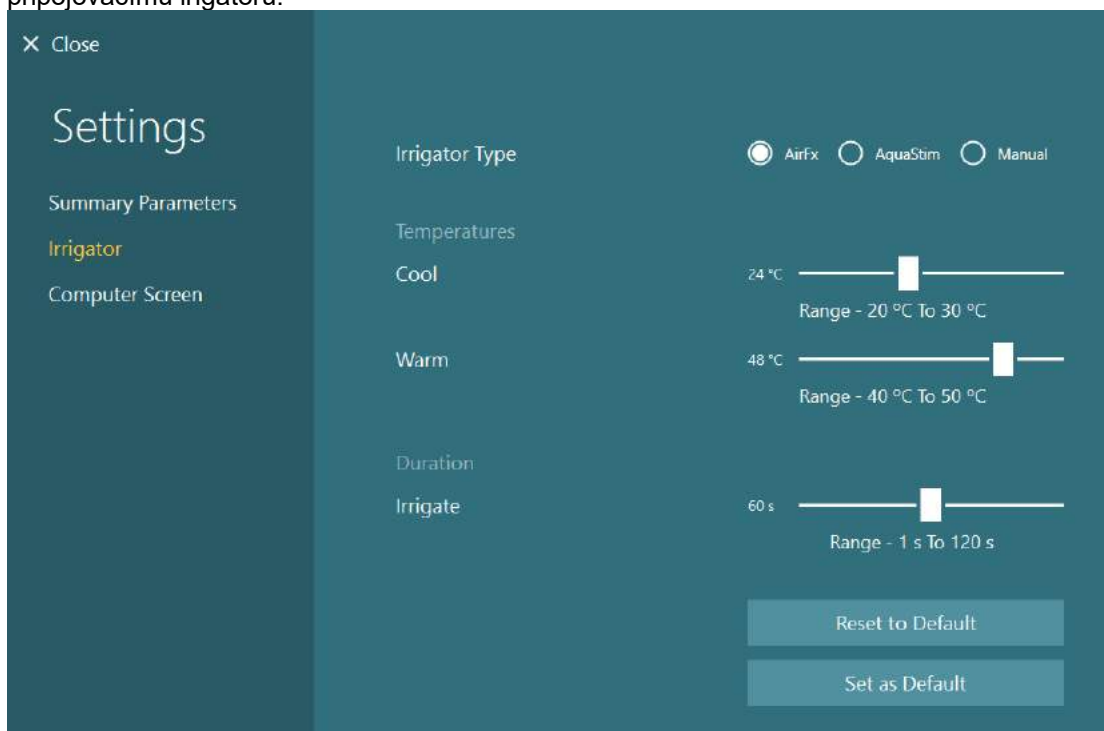 připojovacímu irigátoru.
Close
Settings
Summary Parameters
Irrigator
Computer Screen
Irrigator Type
AirFx AquaStim Manual
Temperatures
Cool
24 °C
Range - 20 °C To 30 °C
Warm
48 °C
Range - 40 °C To 50 °C
Duration
Irrigate
60 s
Range - 1 s To 120 s
Reset to Default
Set as Default